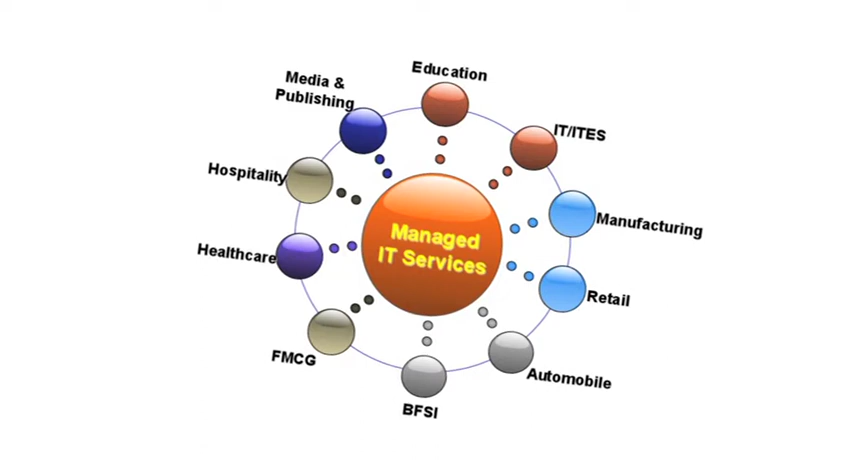 Education
Media &
Publishing
IT/ITES
Hospitality
Manufacturing
Managed
IT Services
Healthcare
Retail
FMCG
Automobile
BFSI